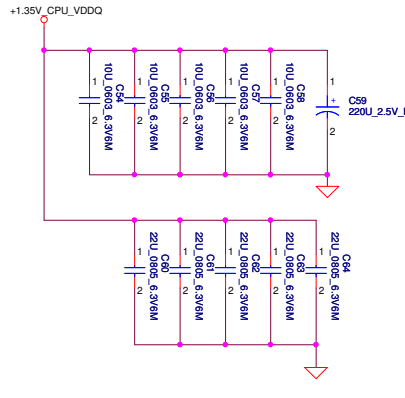 +1.35V_CPU_VDDQ
1
2
C54
10U_0603_6.3V6M
1
2
C55
10U_0603_6.3V6M
1
2
C56
10U_0603_6.3V6M
1
2
C57
10U_0603_6.3V6M
1
2
C58
10U_0603_6.3V6M
1
+
C59
220U_2.5V_
2
1
2
C60
22U_0805_6.3V6M
1
2
C61
22U_0805_6.3V6M
1
2
C62
22U_0805_6.3V6M
1
2
C63
22U_0805_6.3V6M
1
2
C64
22U_0805_6.3V6M